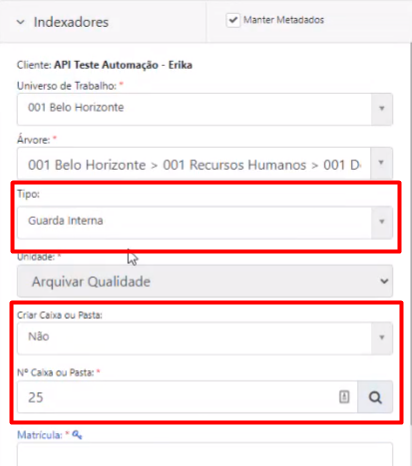 Indexadores
Manter Metadados
Cliente: API Teste Automação - Erika
Universo de Trabalho: *
001 Belo Horizonte
Árvore: *
001 Belo Horizonte > 001 Recursos Humanos > 001 D
Tipo:
Guarda Interna
Unidade: *
Arquivar Qualidade
Criar Caixa ou Pasta:
Não
Nº Caixa ou Pasta: *
25
Matrícula: *